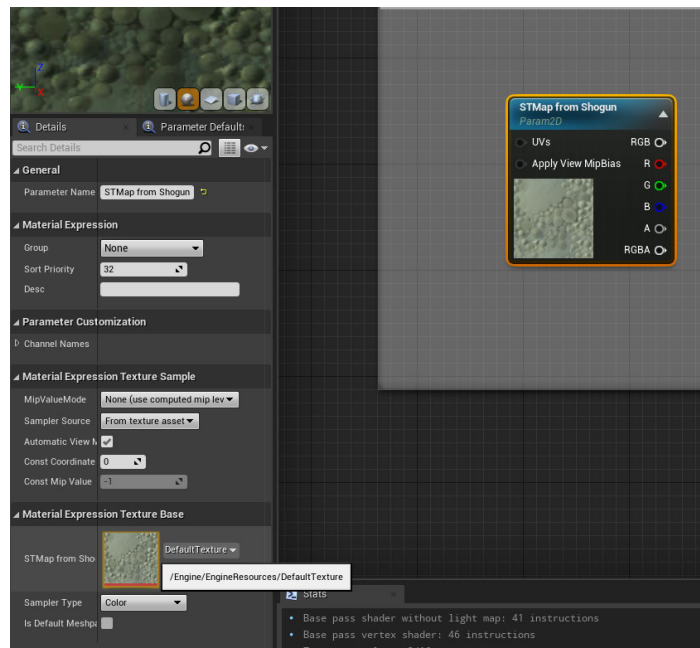 Z
Y
X
Details
Parameter Defaults
Search Details
General
Parameter Name
STMap from Shogun
Material Expression
Group
None
Sort Priority
32
Desc
Parameter Customization
Channel Names
Material Expression Texture Sample
MipValueMode
None (use computed mip lev
Sampler Source
From texture asset
Automatic View M
Const Coordinate
0
Const Mip Value
-1
Material Expression Texture Base
STMap from Sho
DefaultTexture
/Engine/EngineResources/DefaultTexture
Sampler Type
Color
Is Default Meshpa
STMap from Shogun
Param2D
UVs
RGB
Apply View MipBias
R
G
B
A
RGBA
Stats
Base pass shader without light map: 41 instructions
Base pass vertex shader: 46 instructions